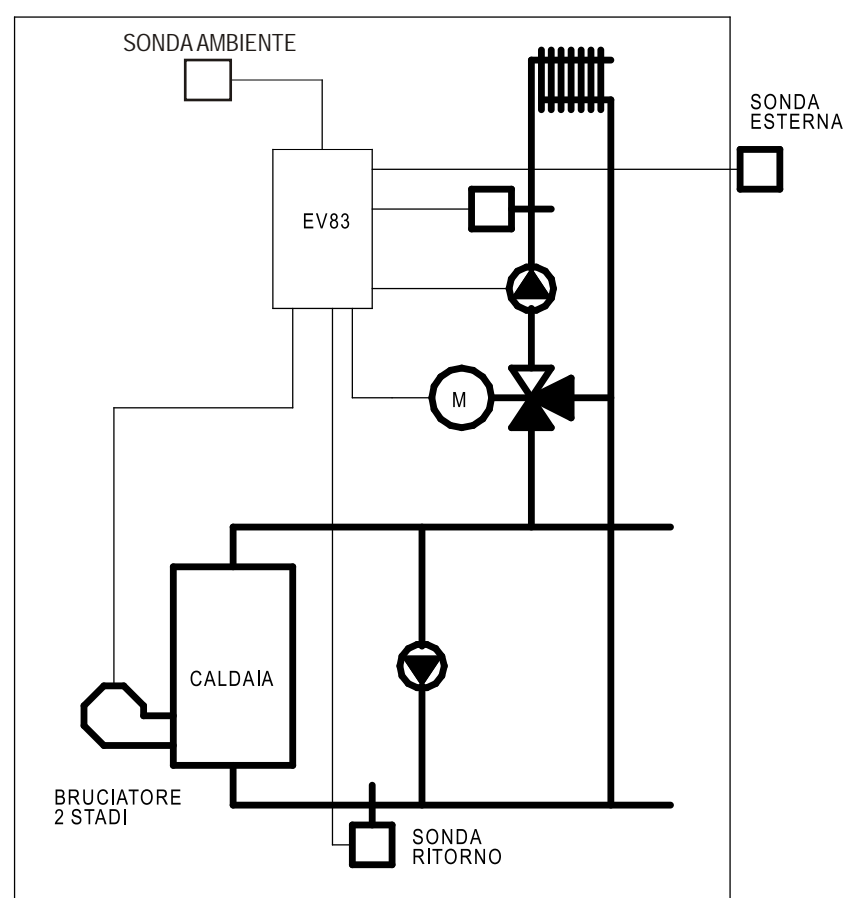 SONDA AMBIENTE
SONDA
ESTERNA
EV83
M
CALDAIA
BRUCIATORE
2 STADI
SONDA
RITORNO